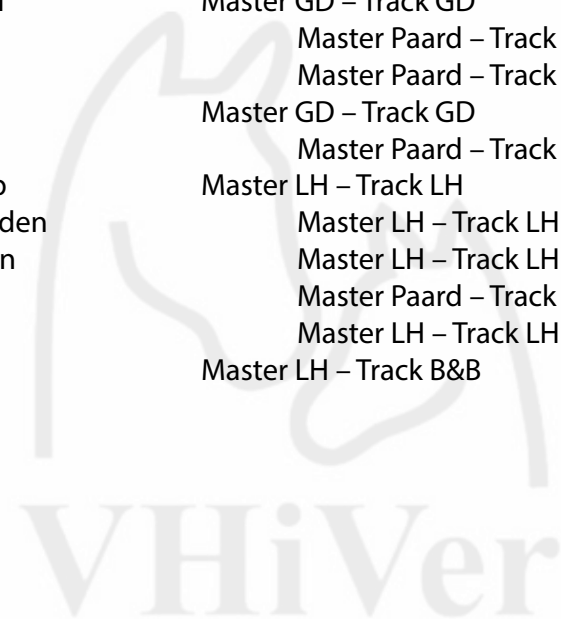 Master GD – Track GD
Master Paard – Track
Master Paard – Track
Master GD – Track GD
Master Paard – Track
Master LH – Track LH
den Master LH – Track LH
n Master LH – Track LH
Master Paard – Track
Master LH – Track LH
Master LH – Track B&B
VHiVer